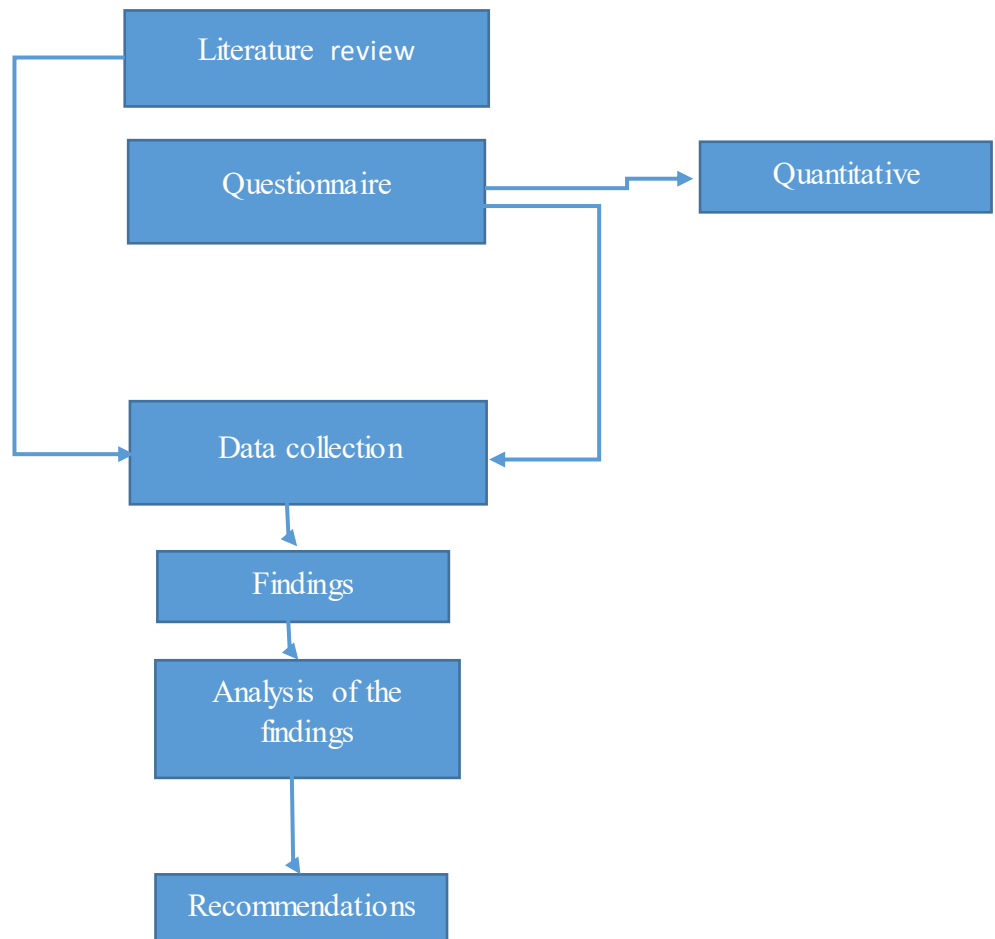 Literature review
Questionnaire
Quantitative
Data collection
Findings
Analysis of the
findings
Recommendations